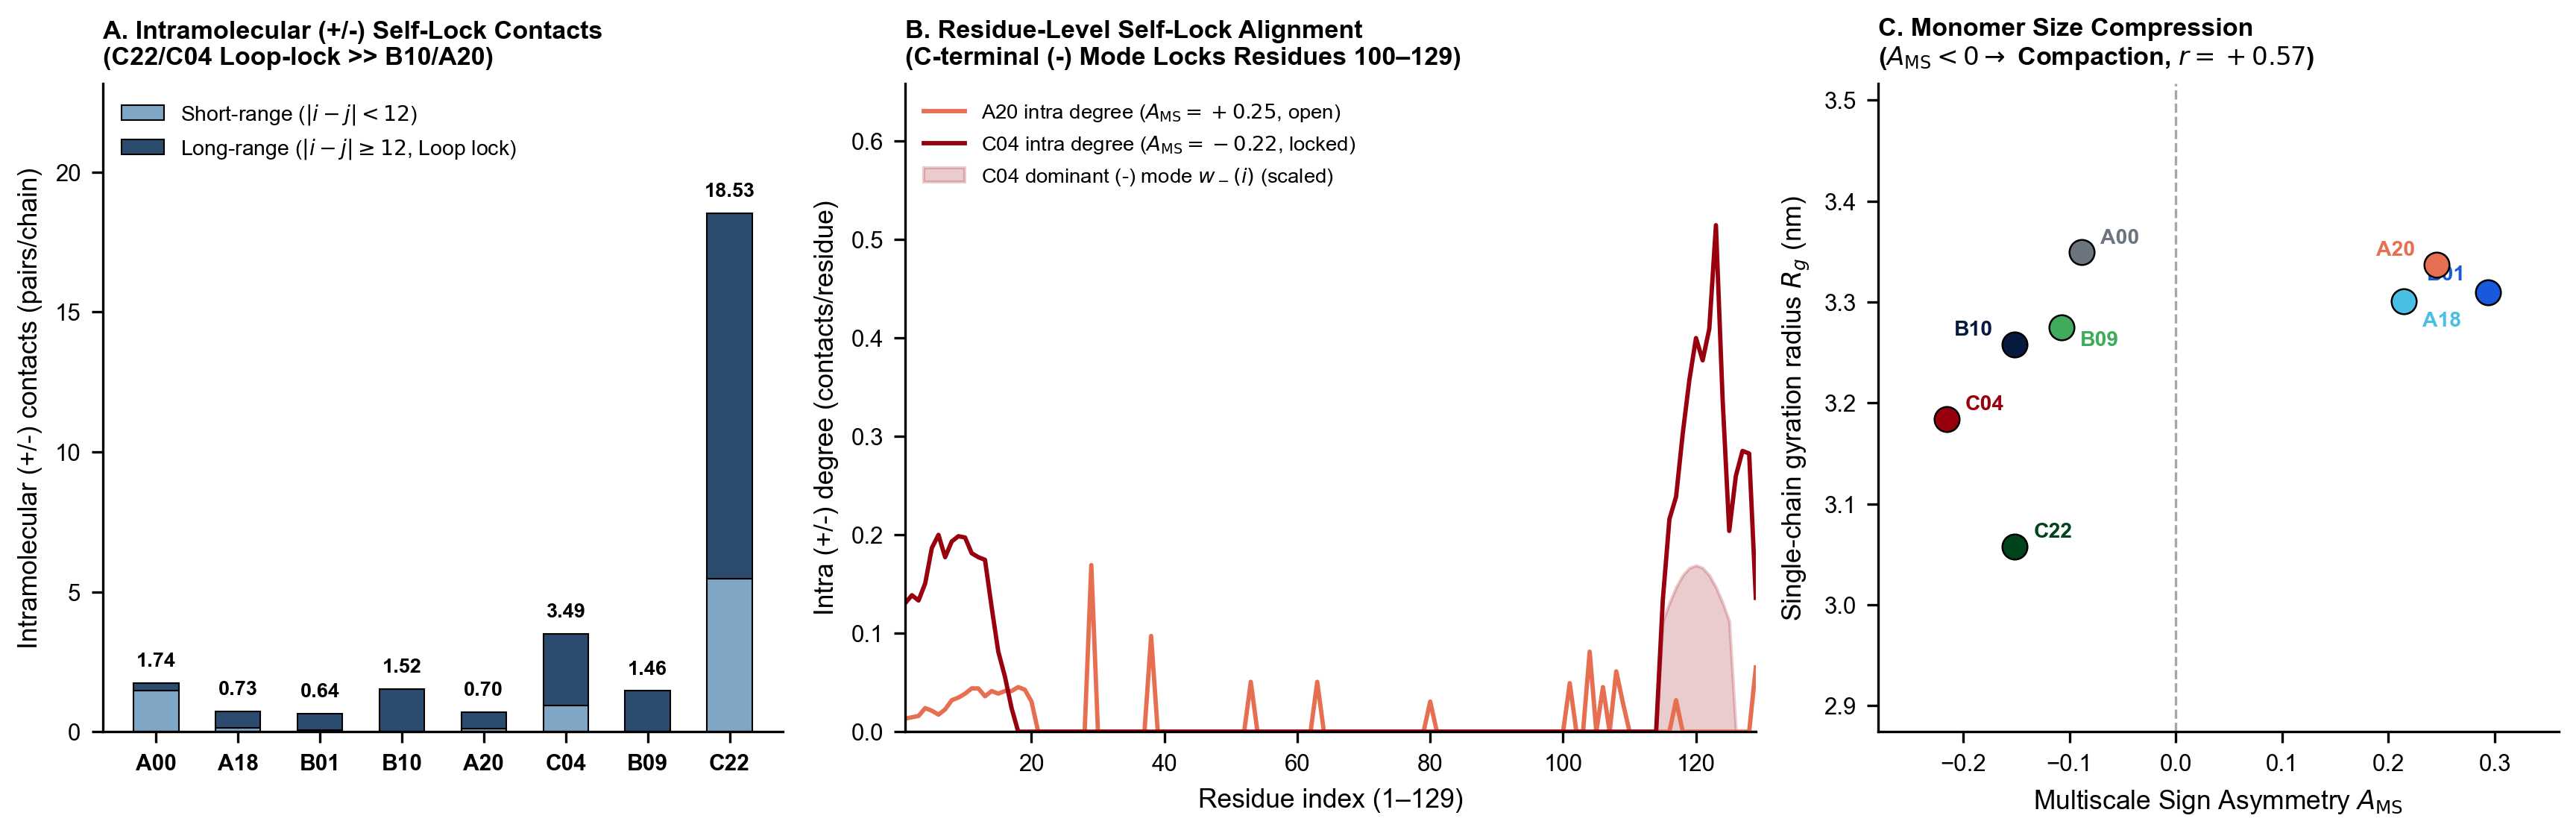 A. Intramolecular (+/-) Self-Lock Contacts
(C22/C04 Loop-lock >> B10/A20)
Short-range (|i − j| < 12)
Long-range (|i − j| ≥ 12, Loop lock)
Intramolecular (+/-) contacts (pairs/chain)
20
15
10
5
0
1.74
0.73
0.64
1.52
0.70
3.49
1.46
18.53
A00
A18
B01
B10
A20
C04
B09
C22
B. Residue-Level Self-Lock Alignment
(C-terminal (-) Mode Locks Residues 100–129)
A20 intra degree (A_MS = +0.25, open)
C04 intra degree (A_MS = −0.22, locked)
C04 dominant (-) mode w_−(i) (scaled)
Intra (+/-) degree (contacts/residue)
0.6
0.5
0.4
0.3
0.2
0.1
0.0
20
40
60
80
100
120
Residue index (1–129)
C. Monomer Size Compression
(A_MS < 0 → Compaction, r = +0.57)
Single-chain gyration radius R_g (nm)
3.5
3.4
3.3
3.2
3.1
3.0
2.9
A00
A20
B01
A18
B10
B09
C04
C22
−0.2
−0.1
0.0
0.1
0.2
0.3
Multiscale Sign Asymmetry A_MS